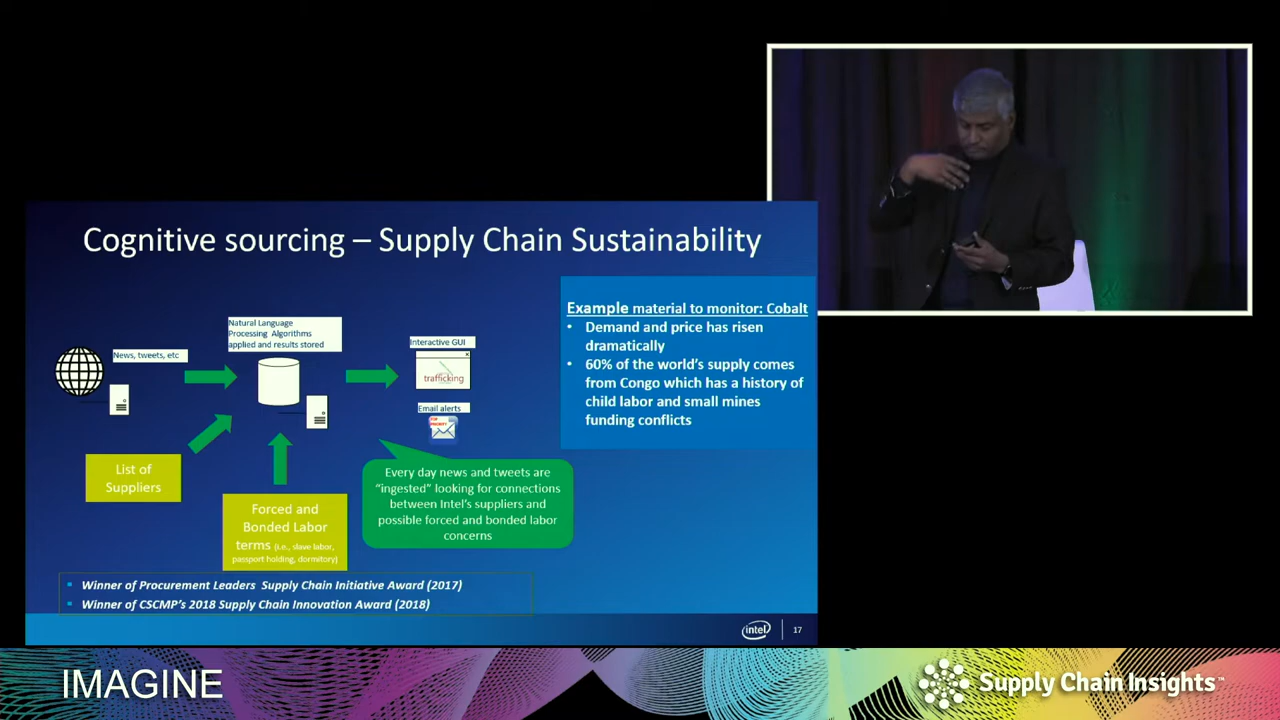 Cognitive sourcing – Supply Chain Sustainability
News, tweets, etc
Natural Language
Processing Algorithms
applied and results stored
Interactive GUI
trafficking
Email alerts
List of
Suppliers
Forced and
Bonded Labor
terms (i.e., slave labor,
passport holding, dormitory)
Every day news and tweets are
“ingested” looking for connections
between Intel’s suppliers and
possible forced and bonded labor
concerns
Example material to monitor: Cobalt
• Demand and price has risen
dramatically
• 60% of the world’s supply comes
from Congo which has a history of
child labor and small mines
funding conflicts
▪ Winner of Procurement Leaders Supply Chain Initiative Award (2017)
▪ Winner of CSCMP’s 2018 Supply Chain Innovation Award (2018)
intel
17
IMAGINE
Supply Chain Insights™